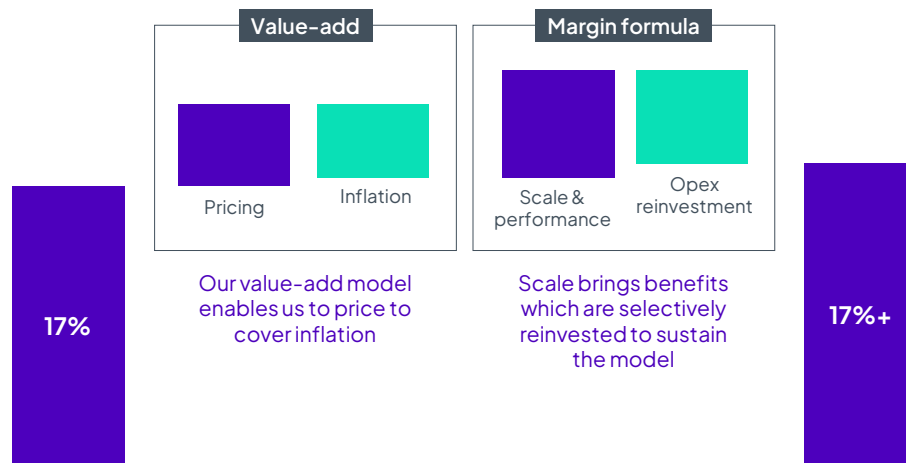 Value-add
Margin formula
Pricing
Inflation
Scale &
performance
Opex
reinvestment
17%
Our value-add model
enables us to price to
cover inflation
Scale brings benefits
which are selectively
reinvested to sustain
the model
17%+